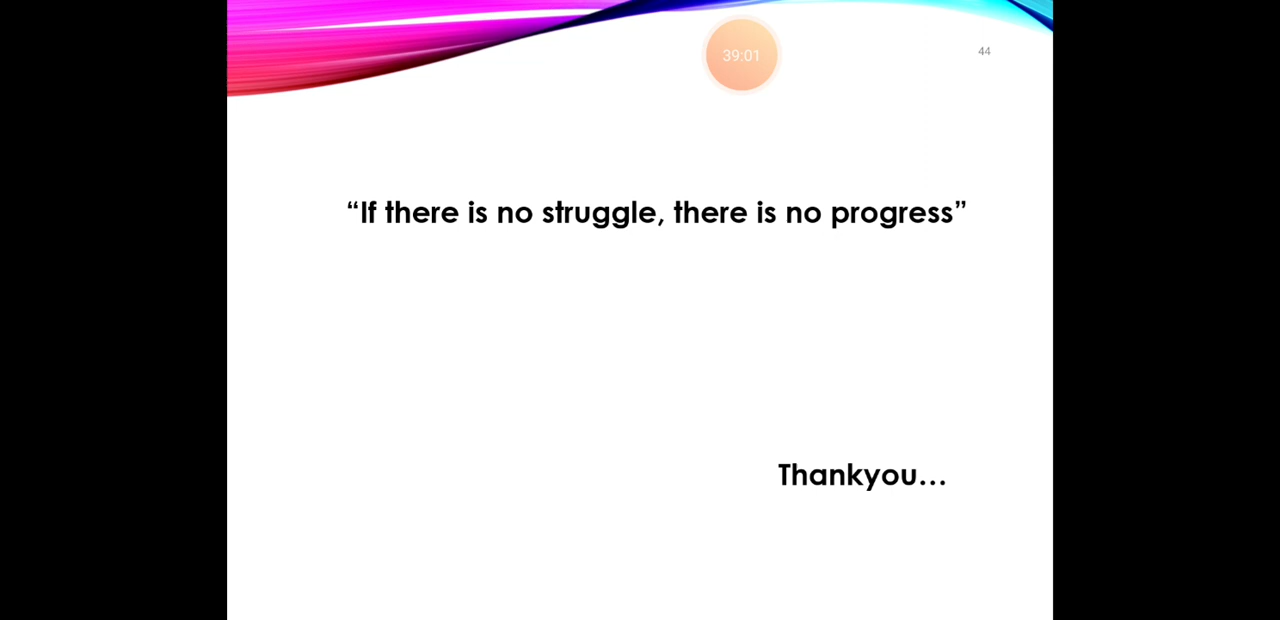 39:01
44
“If there is no struggle, there is no progress”
Thankyou…